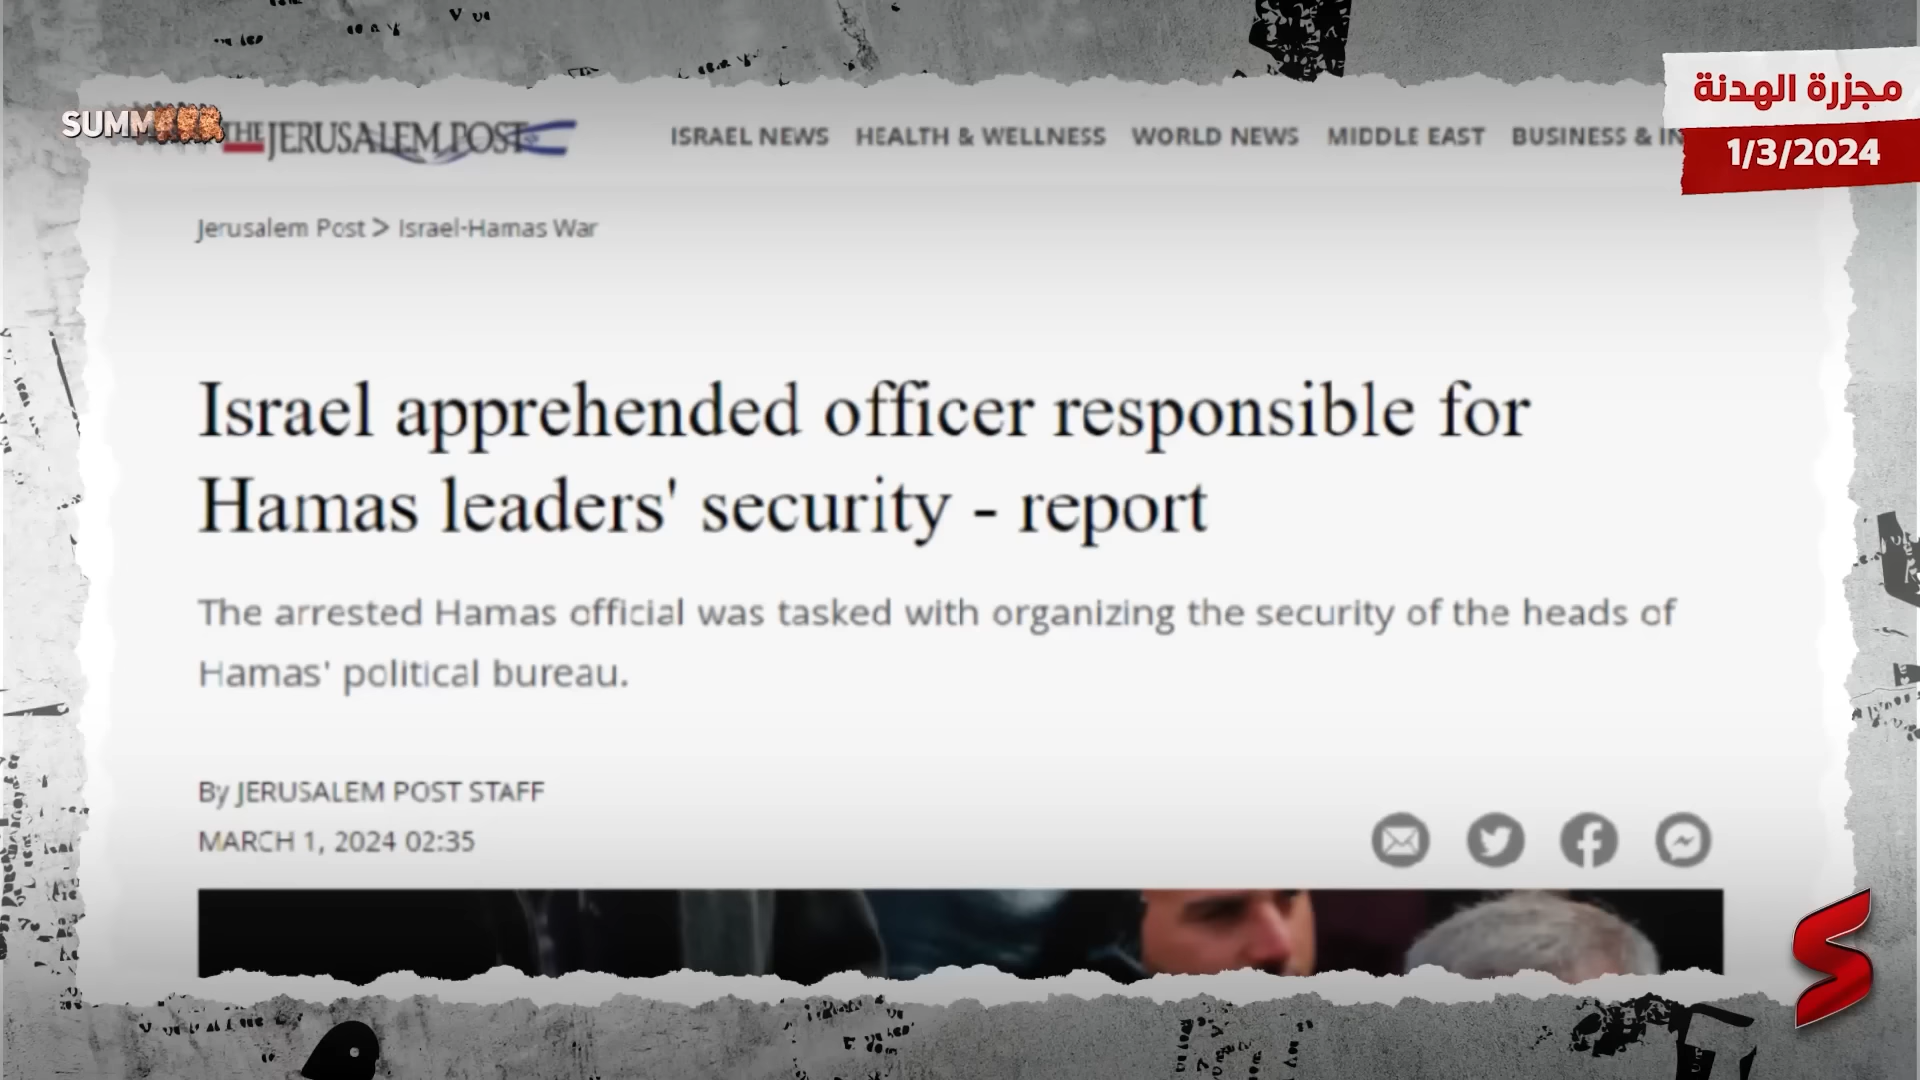 SUMM
THE JERUSALEM POST
ISRAEL NEWS HEALTH & WELLNESS WORLD NEWS MIDDLE EAST BUSINESS & IN
مجزرة الهدنة
1/3/2024
Jerusalem Post > Israel-Hamas War
Israel apprehended officer responsible for
Hamas leaders' security - report
The arrested Hamas official was tasked with organizing the security of the heads of
Hamas' political bureau.
By JERUSALEM POST STAFF
MARCH 1, 2024 02:35